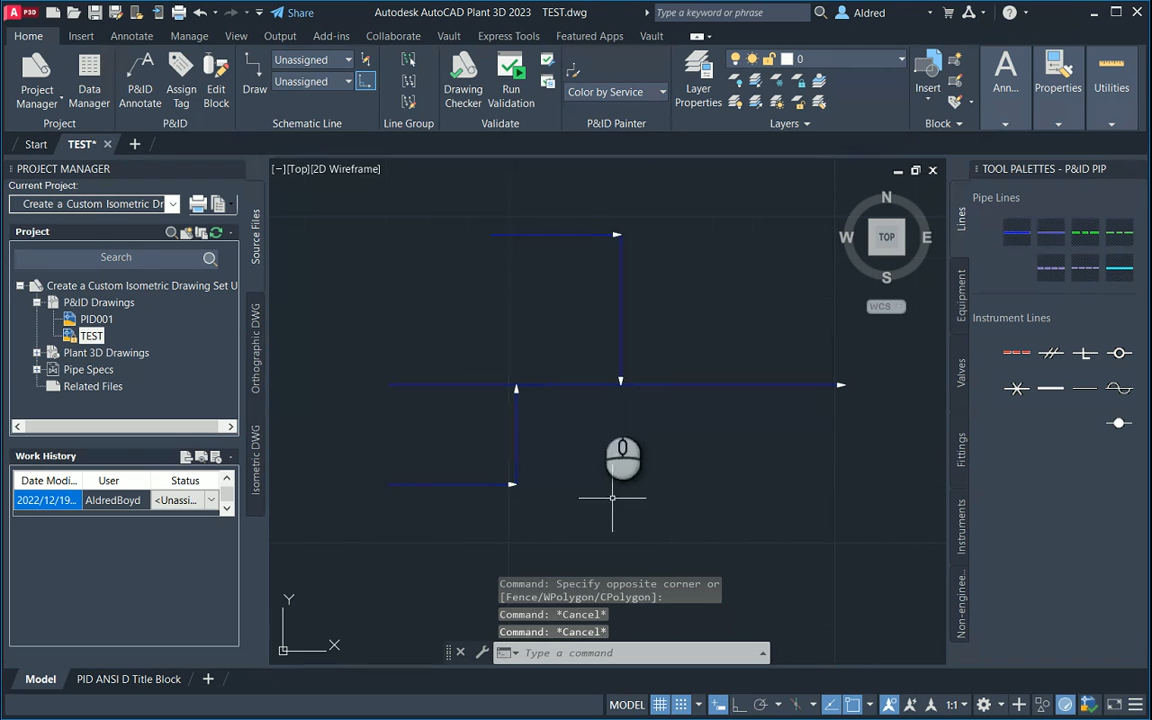 A P3D Share Autodesk AutoCAD Plant 3D 2023 TEST.dwg Type a keyword or phrase Aldred
Home Insert Annotate Manage View Output Add-ins Collaborate Vault Express Tools Featured Apps Vault
Unassigned
Unassigned
Color by Service
0
Project Manager
Data Manager
P&ID Annotate
Assign Tag
Edit Block
Draw
Drawing Checker
Run Validation
Layer Properties
Insert
Ann...
Properties
Utilities
Project P&ID Schematic Line Line Group Validate P&ID Painter Layers Block
Start TEST*
PROJECT MANAGER
Current Project:
Create a Custom Isometric Dr
Project
Search
Create a Custom Isometric Drawing Set U
P&ID Drawings
PID001
TEST
Plant 3D Drawings
Pipe Specs
Related Files
Work History
Date Modi... User Status
2022/12/19... AldredBoyd <Unassi...
Source Files
Orthographic DWG
Isometric DWG
[−][Top][2D Wireframe]
N
W TOP E
S
WCS
Y
X
Command: Specify opposite corner or
[Fence/WPolygon/CPolygon]:
Command: *Cancel*
Command: *Cancel*
Type a command
TOOL PALETTES - P&ID PIP
Pipe Lines
Instrument Lines
Lines
Equipment
Valves
Fittings
Instruments
Non-enginee...
Model PID ANSI D Title Block
MODEL 1:1